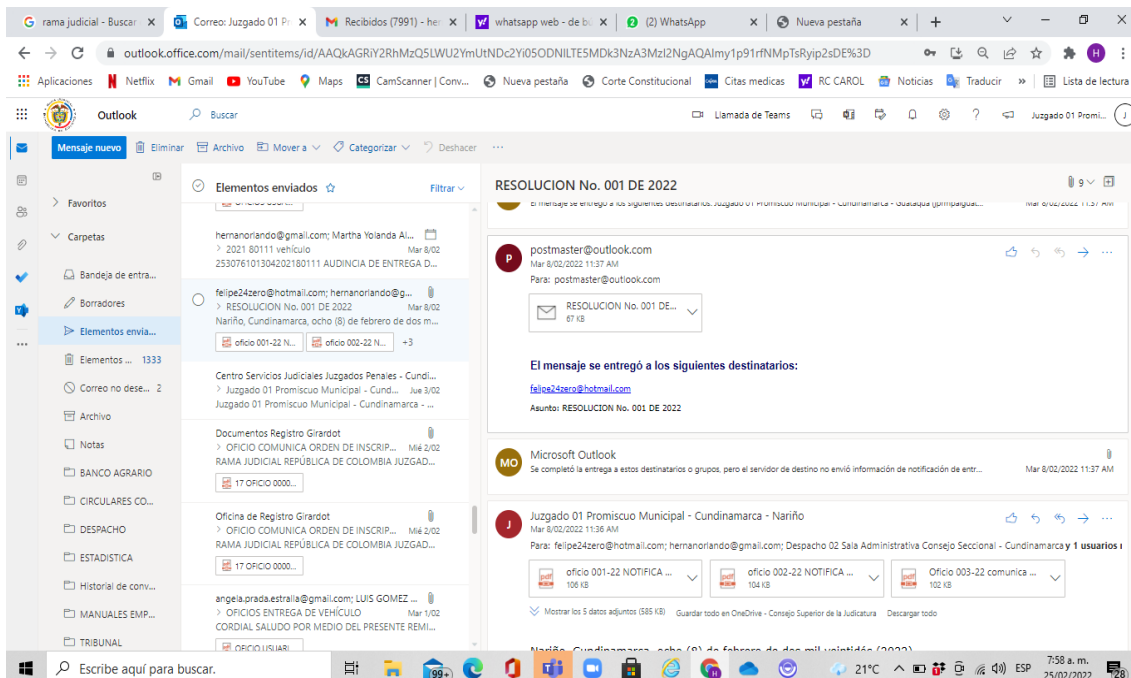 rama judicial - Buscar
Correo: Juzgado 01 Pr
Recibidos (7991) - her
whatsapp web - de b
(2) WhatsApp
Nueva pestaña
outlook.office.com/mail/sentitems/id/AAQkAGRiY2RhMzQ5LWU2YmUtNDc2Yi05ODNILTE5MDk3NzA3MzI2NgAQAImy1p91rfNMpTsRyip2sDE%3D
H
Aplicaciones
Netflix
Gmail
YouTube
Maps
CamScanner | Conv...
Nueva pestaña
Corte Constitucional
Citas medicas
RC CAROL
Noticias
Traducir
»
Lista de lectura
Outlook
Buscar
Llamada de Teams
Juzgado 01 Promi...
J
Mensaje nuevo
Eliminar
Archivo
Mover a
Categorizar
Deshacer
Favoritos
Carpetas
Bandeja de entra...
Borradores
Elementos envia...
Elementos ... 1333
Correo no dese... 2
Archivo
Notas
BANCO AGRARIO
CIRCULARES CO...
DESPACHO
ESTADISTICA
Historial de conv...
MANUALES EMP...
TRIBUNAL
Elementos enviados
Filtrar
hernanorlando@gmail.com; Martha Yolanda Al...
> 2021 80111 vehículo Mar 8/02
253076101304202180111 AUDINCIA DE ENTREGA D...
felipe24zero@hotmail.com; hernanorlando@g...
> RESOLUCION No. 001 DE 2022 Mar 8/02
Nariño, Cundinamarca, ocho (8) de febrero de dos m...
oficio 001-22 N...
oficio 002-22 N...
+3
Centro Servicios Judiciales Juzgados Penales - Cundi...
> Juzgado 01 Promiscuo Municipal - Cund... Jue 3/02
Juzgado 01 Promiscuo Municipal - Cundinamarca - ...
Documentos Registro Girardot
> OFICIO COMUNICA ORDEN DE INSCRIP... Mié 2/02
RAMA JUDICIAL REPÚBLICA DE COLOMBIA JUZGAD...
17 OFICIO 0000...
Oficina de Registro Girardot
> OFICIO COMUNICA ORDEN DE INSCRIP... Mié 2/02
RAMA JUDICIAL REPÚBLICA DE COLOMBIA JUZGAD...
17 OFICIO 0000...
angela.prada.estralla@gmail.com; LUIS GOMEZ ...
> OFICIOS ENTREGA DE VEHÍCULO Mar 1/02
CORDIAL SALUDO POR MEDIO DEL PRESENTE REMI...
OFICIO USUARI...
RESOLUCION No. 001 DE 2022
9
P
postmaster@outlook.com
Mar 8/02/2022 11:37 AM
Para: postmaster@outlook.com
RESOLUCION No. 001 DE...
67 KB
El mensaje se entregó a los siguientes destinatarios:
felipe24zero@hotmail.com
Asunto: RESOLUCION No. 001 DE 2022
MO
Microsoft Outlook
Se completó la entrega a estos destinatarios o grupos, pero el servidor de destino no envió información de notificación de entr... Mar 8/02/2022 11:37 AM
J
Juzgado 01 Promiscuo Municipal - Cundinamarca - Nariño
Mar 8/02/2022 11:36 AM
Para: felipe24zero@hotmail.com; hernanorlando@gmail.com; Despacho 02 Sala Administrativa Consejo Seccional - Cundinamarca y 1 usuarios
oficio 001-22 NOTIFICA ...
106 KB
oficio 002-22 NOTIFICA ...
104 KB
Oficio 003-22 comunica ...
102 KB
Mostrar los 5 datos adjuntos (585 KB) Guardar todo en OneDrive - Consejo Superior de la Judicatura Descargar todo
Nariño, Cundinamarca, ocho (8) de febrero de dos mil veintidós (2022)
Escribe aquí para buscar.
99+
21°C
ESP
7:58 a. m.
25/02/2022
28